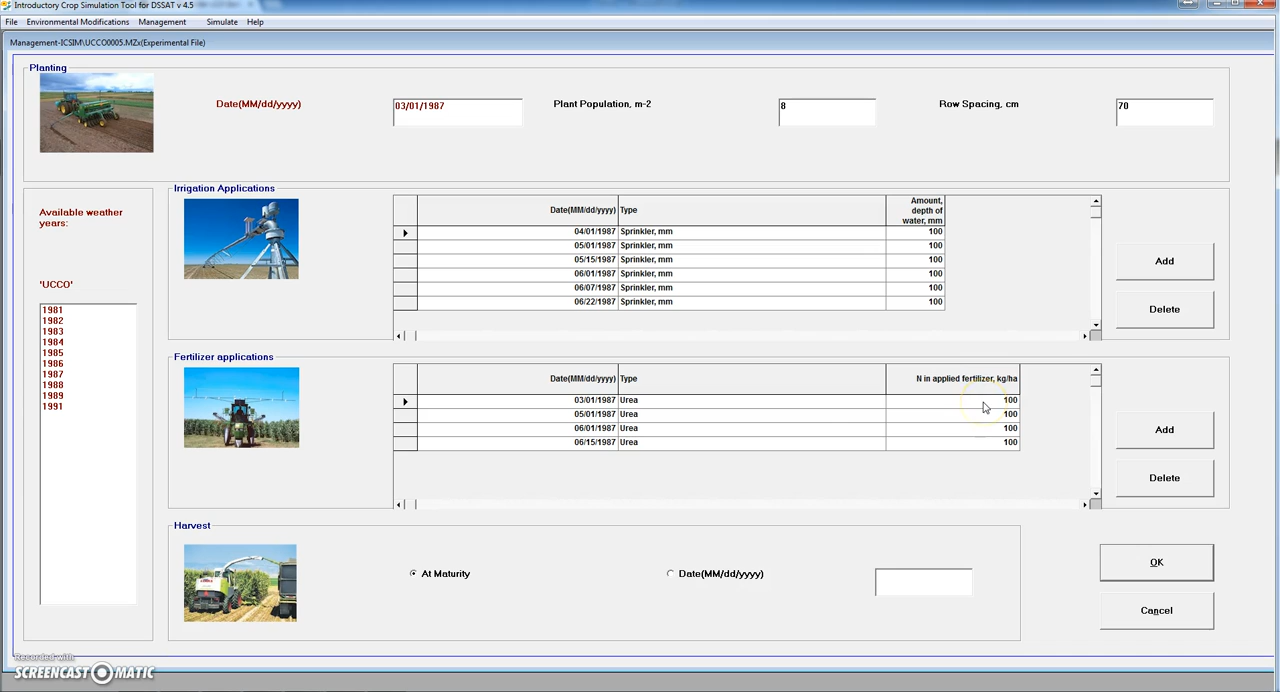 Introductory Crop Simulation Tool for DSSAT v 4.5
File Environmental Modifications Management Simulate Help
Management-ICSIM\UCCO0005.MZx(Experimental File)
Planting
Date(MM/dd/yyyy) 03/01/1987 Plant Population, m-2 8 Row Spacing, cm 70
Available weather
years:
'UCCO'
1981
1982
1983
1984
1985
1986
1987
1988
1989
1991
Irrigation Applications
Date(MM/dd/yyyy) Type Amount,
depth of
water, mm
04/01/1987 Sprinkler, mm 100
05/01/1987 Sprinkler, mm 100
05/15/1987 Sprinkler, mm 100
06/01/1987 Sprinkler, mm 100
06/07/1987 Sprinkler, mm 100
06/22/1987 Sprinkler, mm 100
Add
Delete
Fertilizer applications
Date(MM/dd/yyyy) Type N in applied fertilizer, kg/ha
03/01/1987 Urea 100
05/01/1987 Urea 100
06/01/1987 Urea 100
06/15/1987 Urea 100
Add
Delete
Harvest
At Maturity Date(MM/dd/yyyy)
OK
Cancel
Recorded with
SCREENCAST MATIC